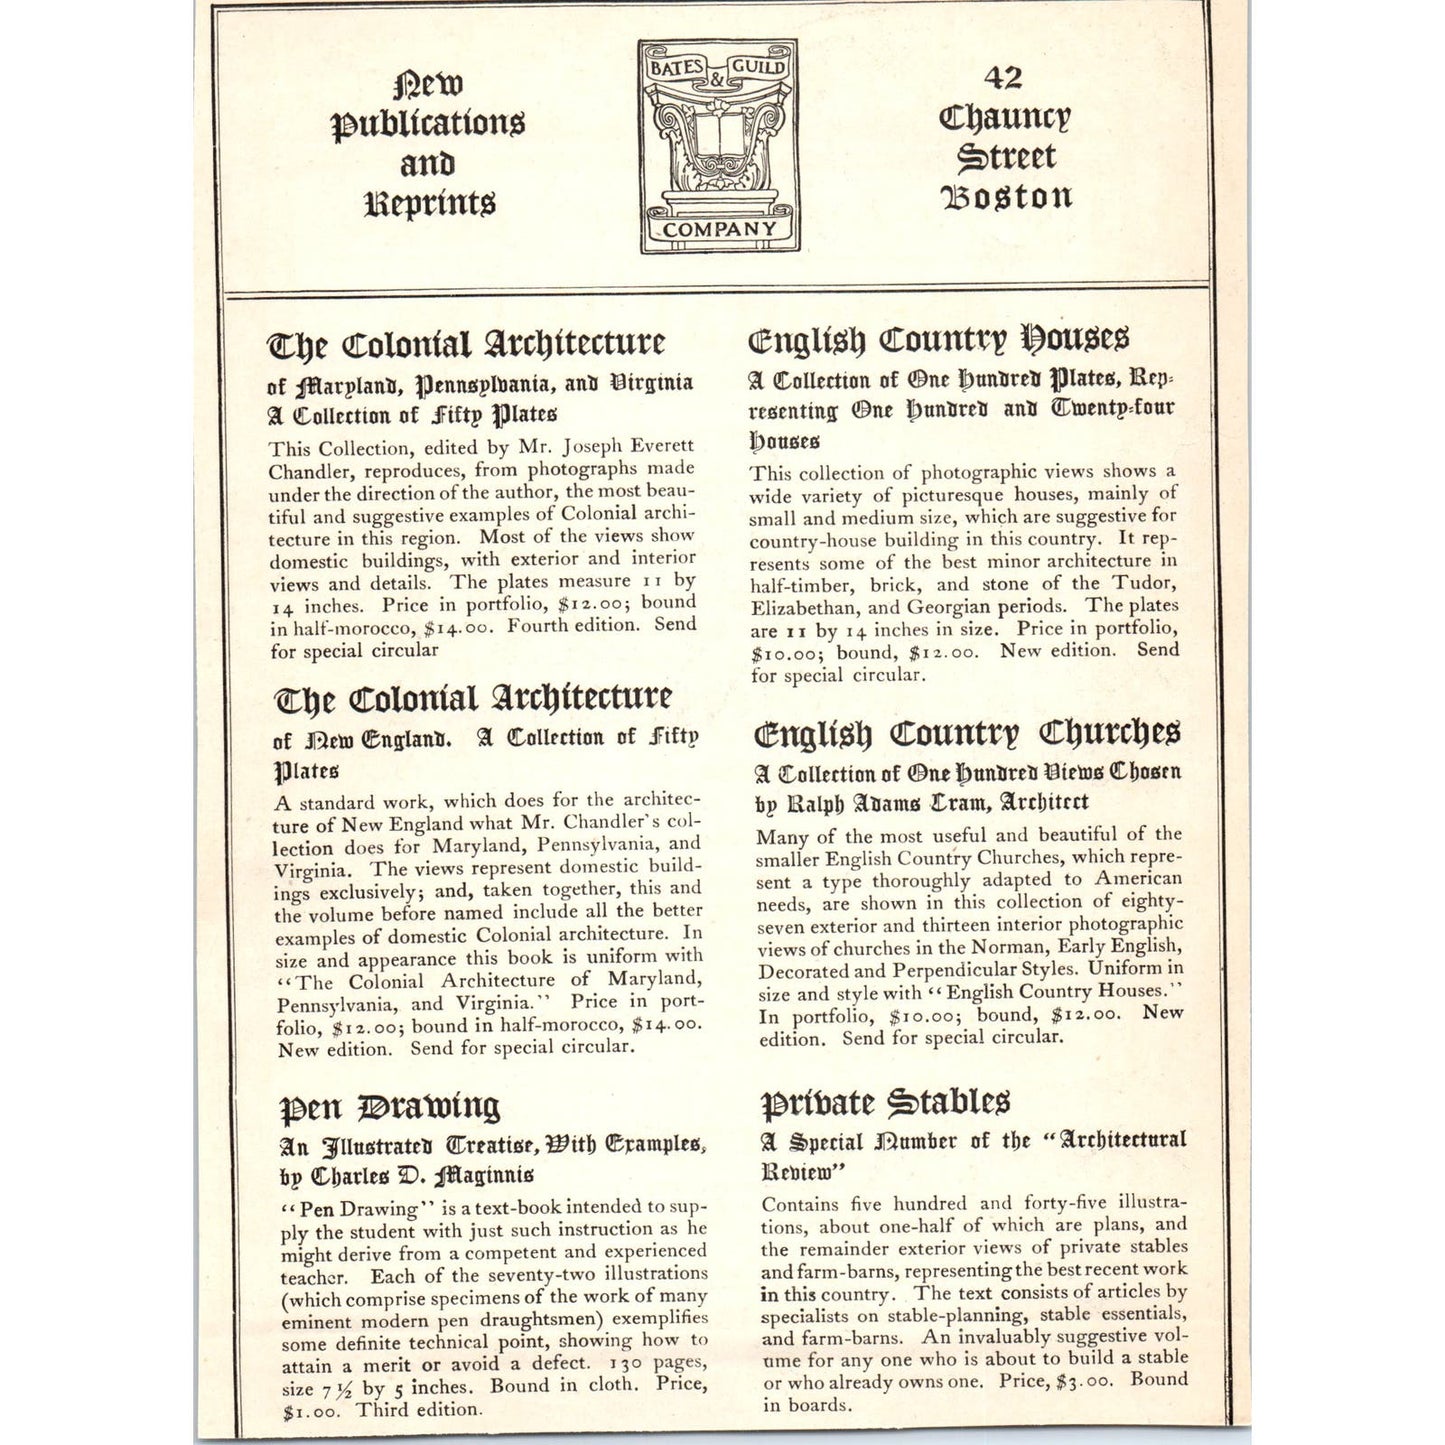 New
Publications
and
Reprints
BATES & GUILD
COMPANY
42
Chauncy
Street
Boston
The Colonial Architecture
of Maryland, Pennsylvania, and Virginia
A Collection of Fifty Plates
This Collection, edited by Mr. Joseph Everett
Chandler, reproduces, from photographs made
under the direction of the author, the most beau-
tiful and suggestive examples of Colonial archi-
tecture in this region. Most of the views show
domestic buildings, with exterior and interior
views and details. The plates measure 11 by
14 inches. Price in portfolio, $12.00; bound
in half-morocco, $14.00. Fourth edition. Send
for special circular
The Colonial Architecture
of New England. A Collection of Fifty
Plates
A standard work, which does for the architec-
ture of New England what Mr. Chandler's col-
lection does for Maryland, Pennsylvania, and
Virginia. The views represent domestic build-
ings exclusively; and, taken together, this and
the volume before named include all the better
examples of domestic Colonial architecture. In
size and appearance this book is uniform with
"The Colonial Architecture of Maryland,
Pennsylvania, and Virginia." Price in port-
folio, $12.00; bound in half-morocco, $14.00.
New edition. Send for special circular.
Pen Drawing
An Illustrated Treatise, With Examples,
by Charles D. Maginnis
"Pen Drawing" is a text-book intended to sup-
ply the student with just such instruction as he
might derive from a competent and experienced
teacher. Each of the seventy-two illustrations
(which comprise specimens of the work of many
eminent modern pen draughtsmen) exemplifies
some definite technical point, showing how to
attain a merit or avoid a defect. 130 pages,
size 7½ by 5 inches. Bound in cloth. Price,
$1.00. Third edition.
English Country Houses
A Collection of One Hundred Plates, Rep-
resenting One Hundred and Twenty-four
Houses
This collection of photographic views shows a
wide variety of picturesque houses, mainly of
small and medium size, which are suggestive for
country-house building in this country. It rep-
resents some of the best minor architecture in
half-timber, brick, and stone of the Tudor,
Elizabethan, and Georgian periods. The plates
are 11 by 14 inches in size. Price in portfolio,
$10.00; bound, $12.00. New edition. Send
for special circular.
English Country Churches
A Collection of One Hundred Views Chosen
by Ralph Adams Cram, Architect
Many of the most useful and beautiful of the
smaller English Country Churches, which repre-
sent a type thoroughly adapted to American
needs, are shown in this collection of eighty-
seven exterior and thirteen interior photographic
views of churches in the Norman, Early English,
Decorated and Perpendicular Styles. Uniform in
size and style with "English Country Houses."
In portfolio, $10.00; bound, $12.00. New
edition. Send for special circular.
Private Stables
A Special Number of the "Architectural
Review"
Contains five hundred and forty-five illustra-
tions, about one-half of which are plans, and
the remainder exterior views of private stables
and farm-barns, representing the best recent work
in this country. The text consists of articles by
specialists on stable-planning, stable essentials,
and farm-barns. An invaluably suggestive vol-
ume for any one who is about to build a stable
or who already owns one. Price, $3.00. Bound
in boards.